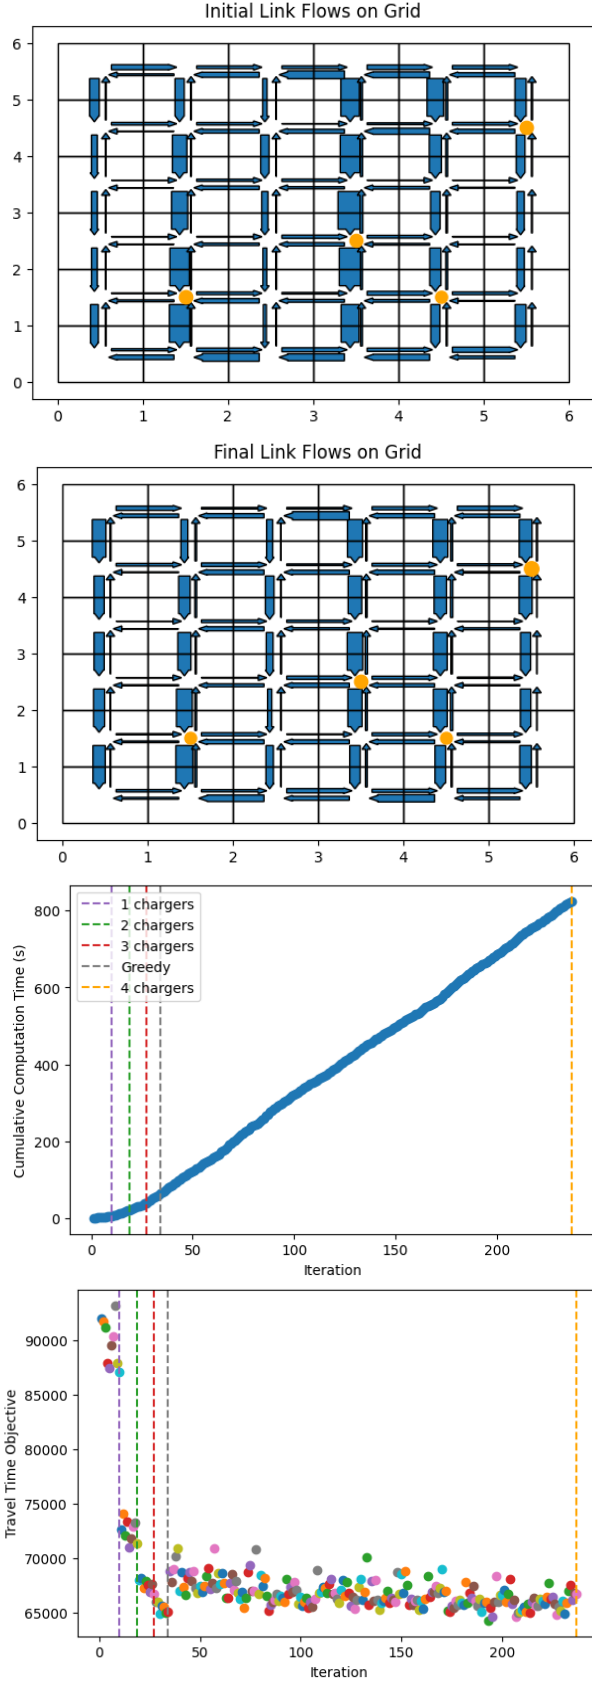 Initial Link Flows on Grid
6
5
4
3
2
1
0
0 1 2 3 4 5 6
Final Link Flows on Grid
6
5
4
3
2
1
0
0 1 2 3 4 5 6
Cumulative Computation Time (s)
800
600
400
200
0
1 chargers
2 chargers
3 chargers
Greedy
4 chargers
0 50 100 150 200
Iteration
Travel Time Objective
90000
85000
80000
75000
70000
65000
0 50 100 150 200
Iteration